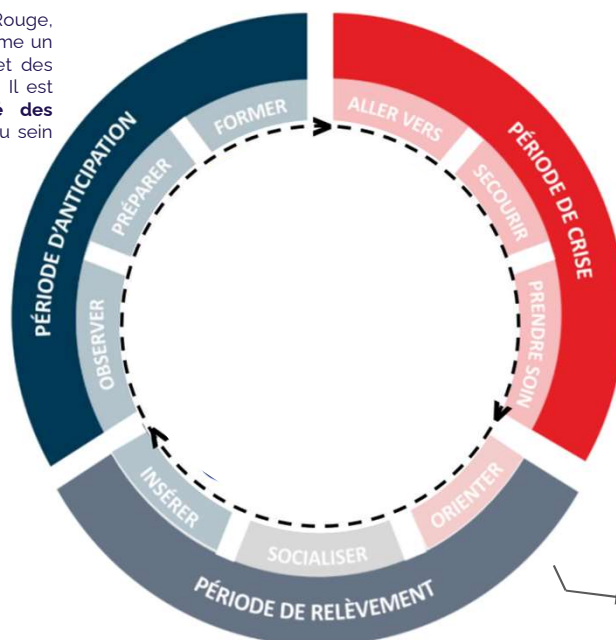 Rouge,
me un
et des
Il est
e des
u sein
PÉRIODE D'ANTICIPATION
OBSERVER
PRÉPARER
FORMER
PÉRIODE DE CRISE
ALLER VERS
SECOURIR
PRENDRE SOIN
PÉRIODE DE RELÈVEMENT
ORIENTER
SOCIALISER
INSÉRER